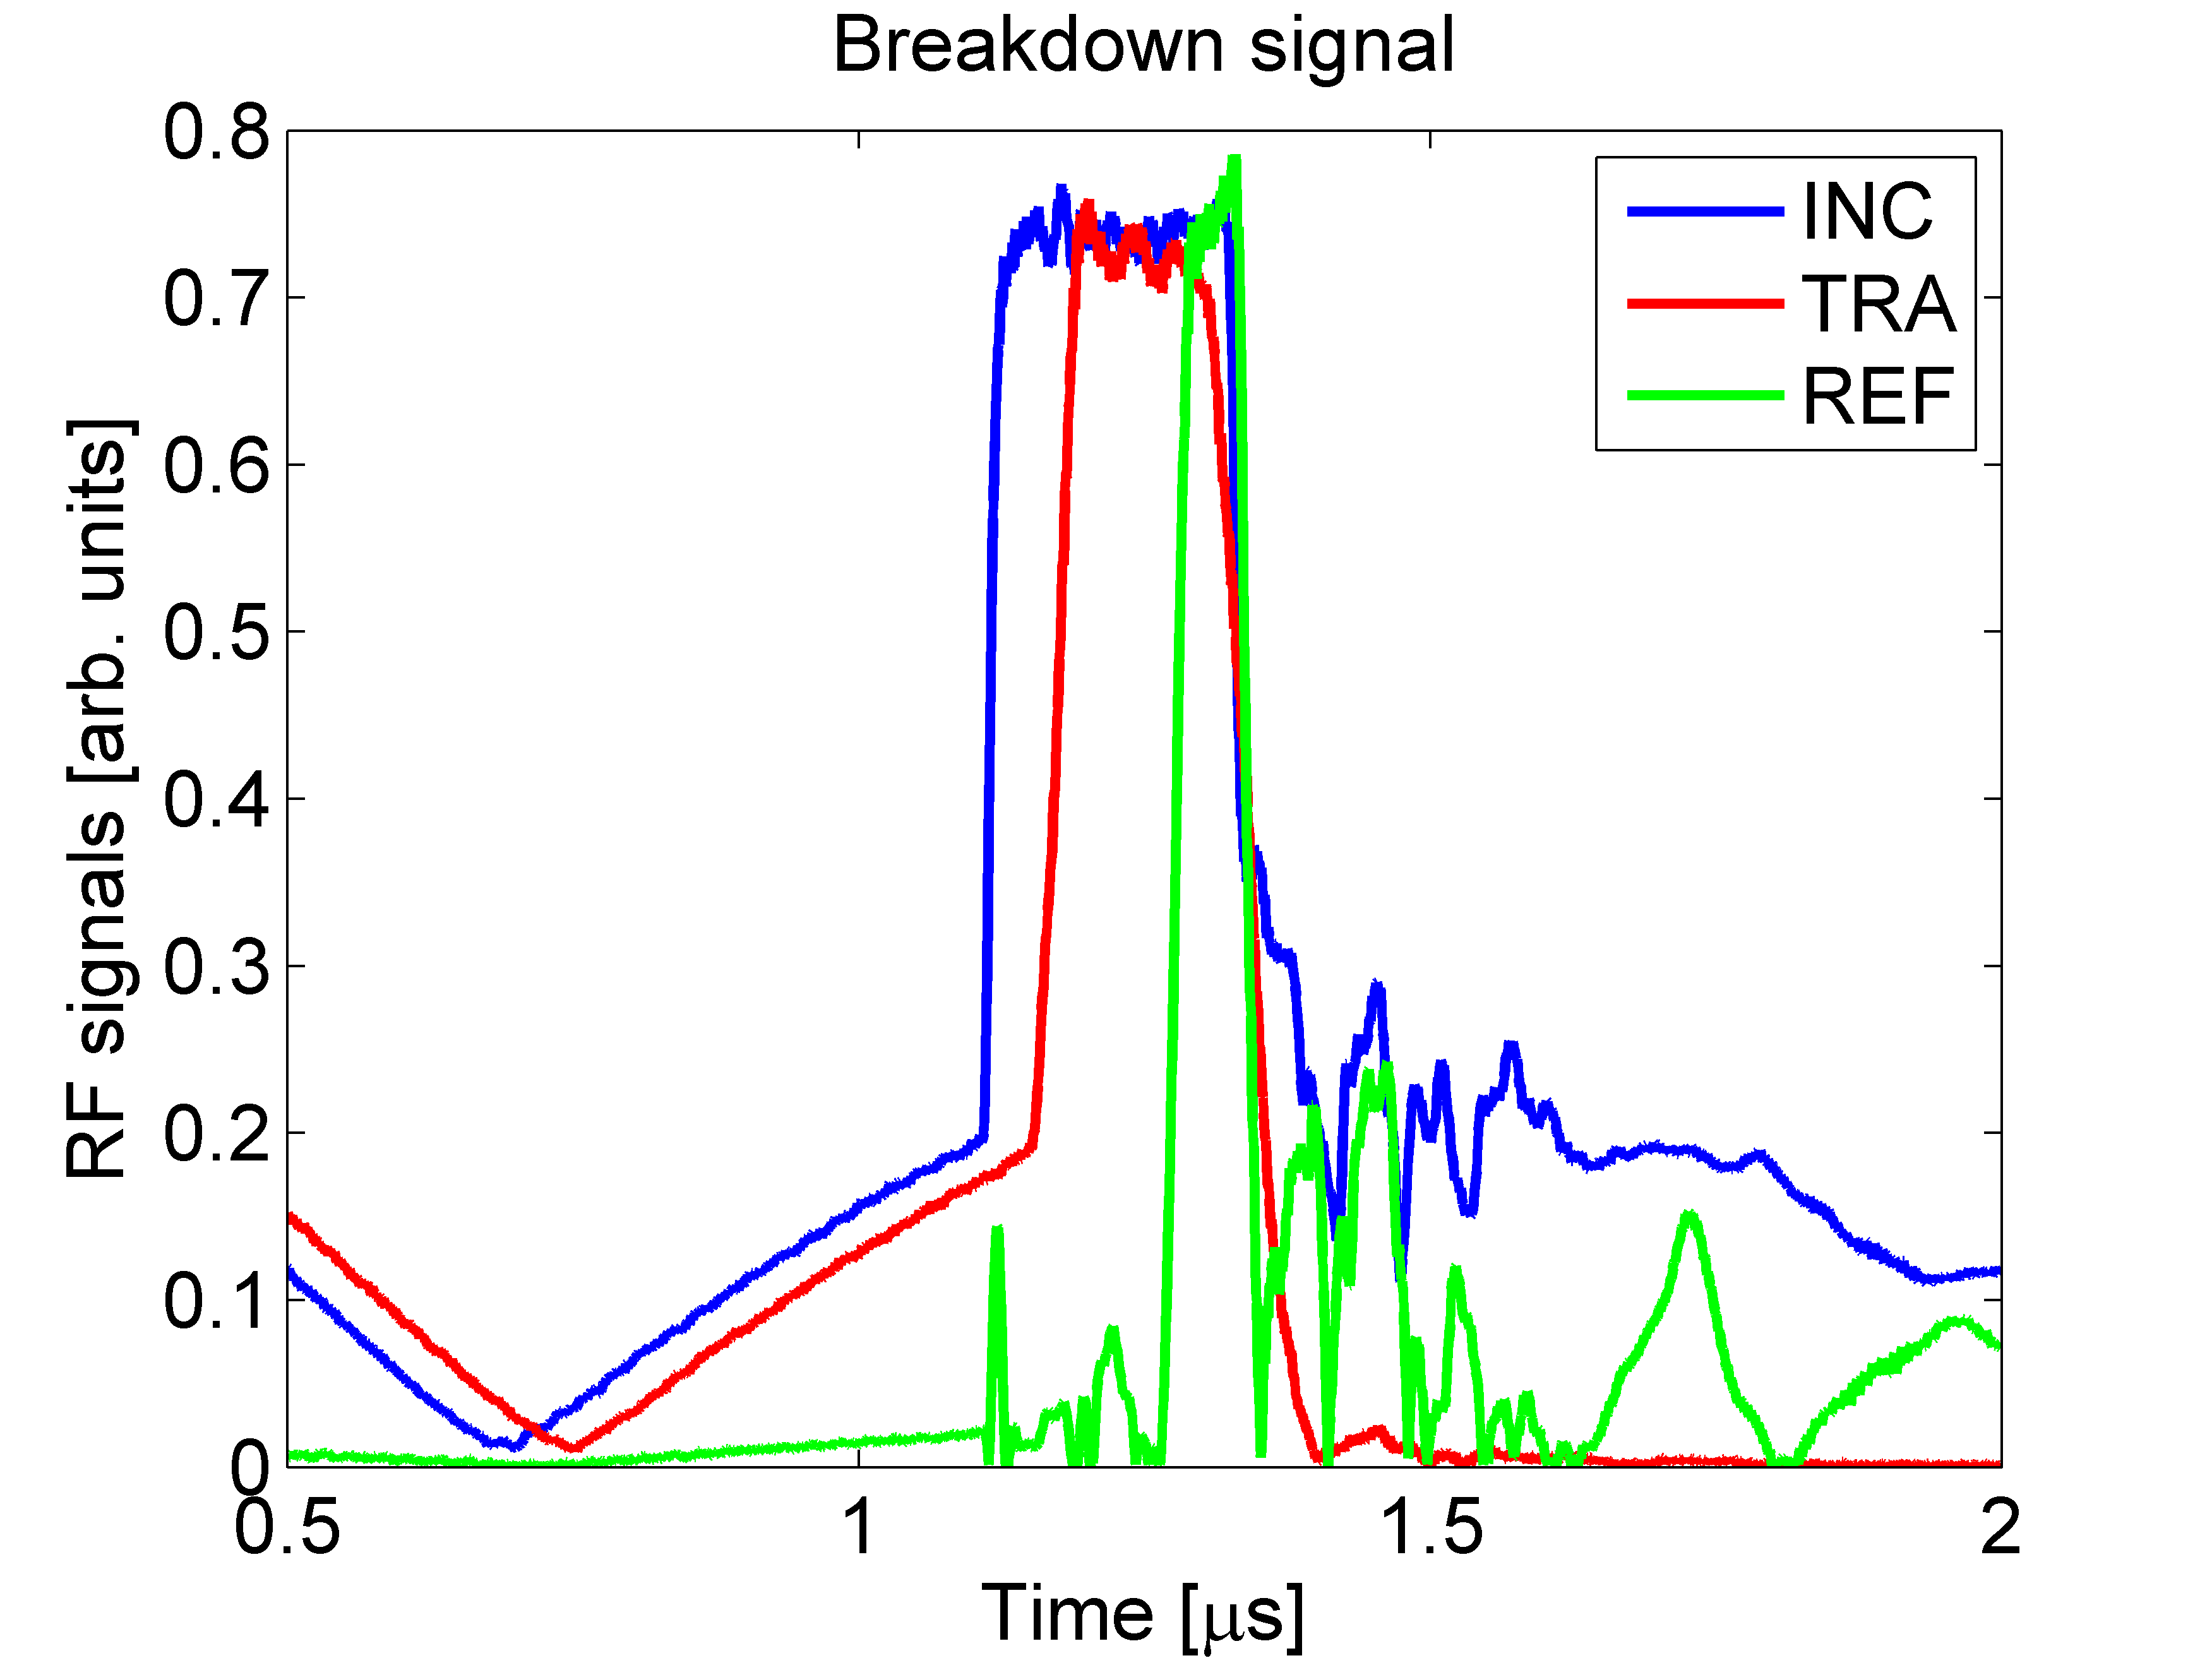 Breakdown signal
0.8
0.7
0.6
0.5
0.4
0.3
0.2
0.1
0
RF signals [arb. units]
INC
TRA
REF
0.5
1
1.5
2
Time [μs]